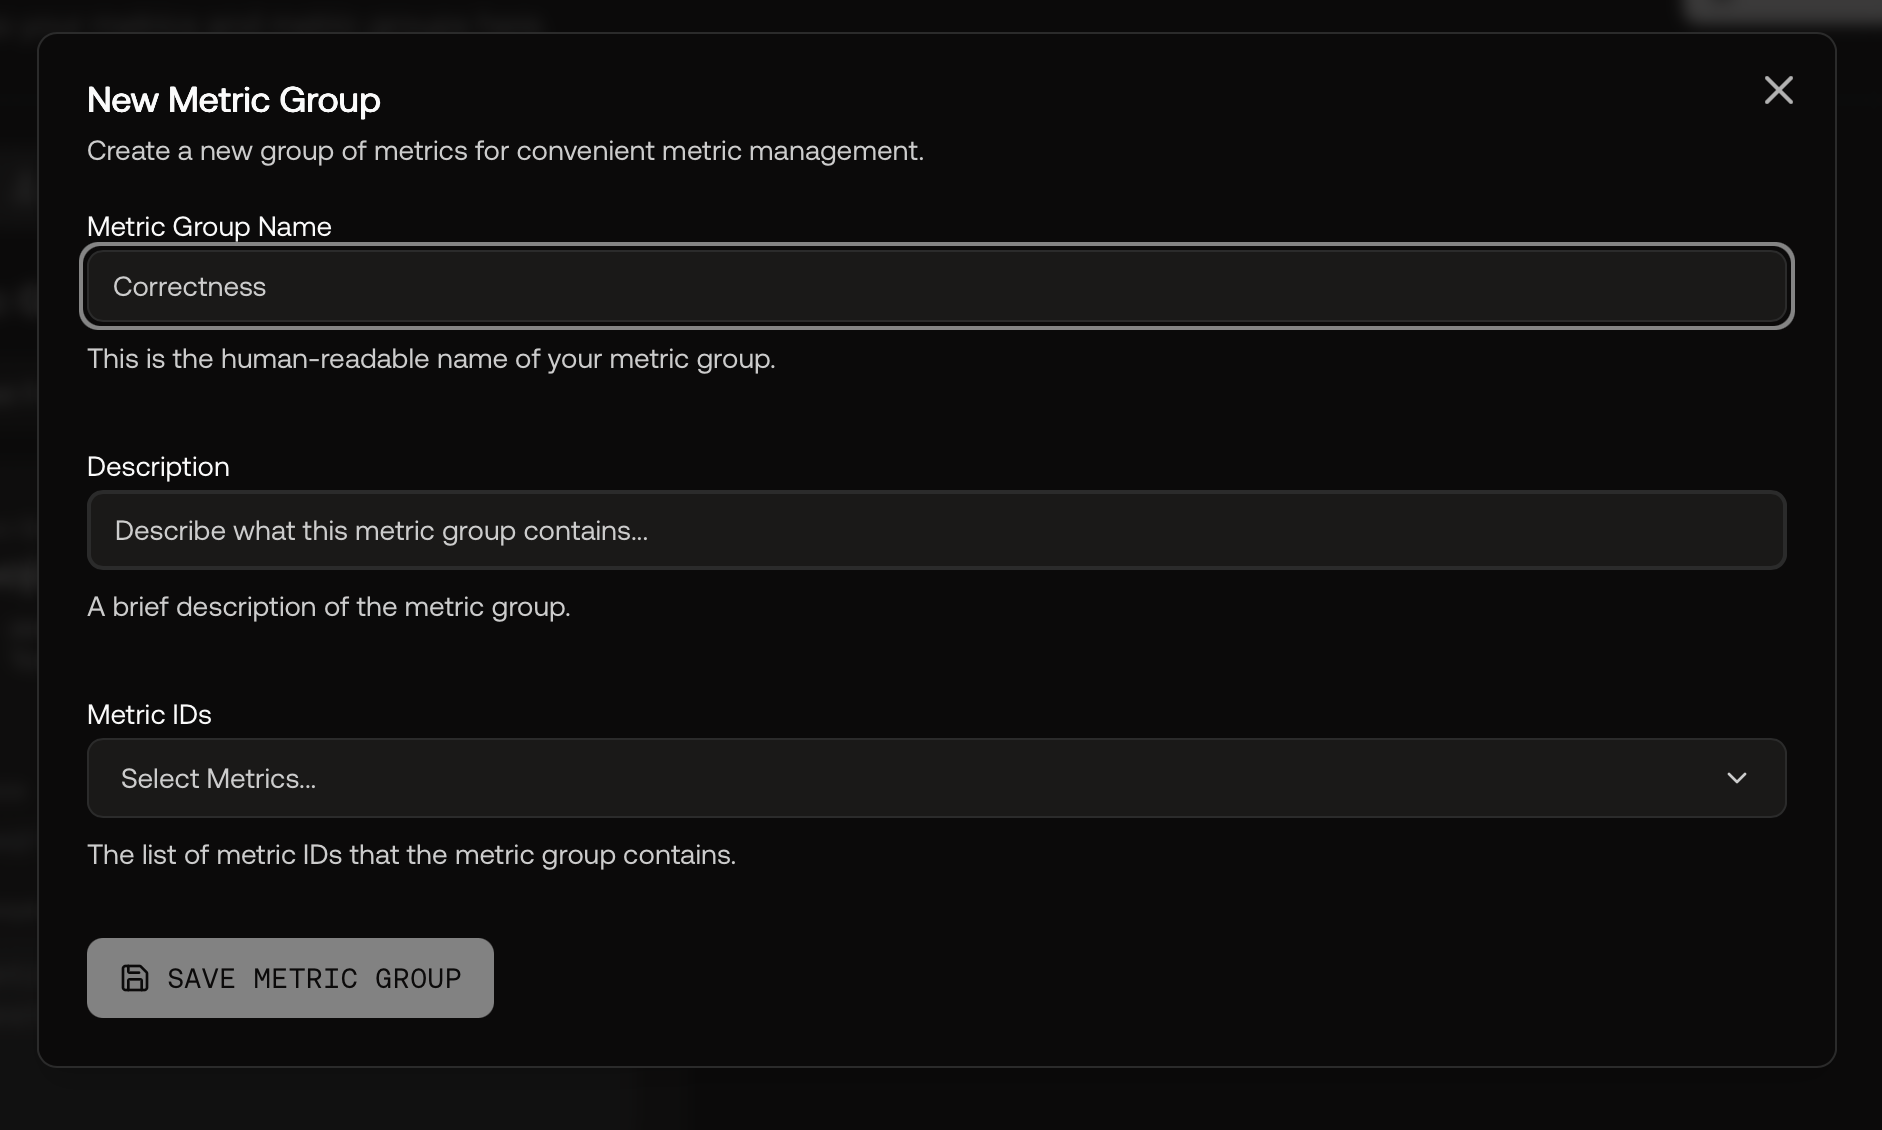 New Metric Group
Create a new group of metrics for convenient metric management.
Metric Group Name
Correctness
This is the human-readable name of your metric group.
Description
Describe what this metric group contains...
A brief description of the metric group.
Metric IDs
Select Metrics...
The list of metric IDs that the metric group contains.
SAVE METRIC GROUP